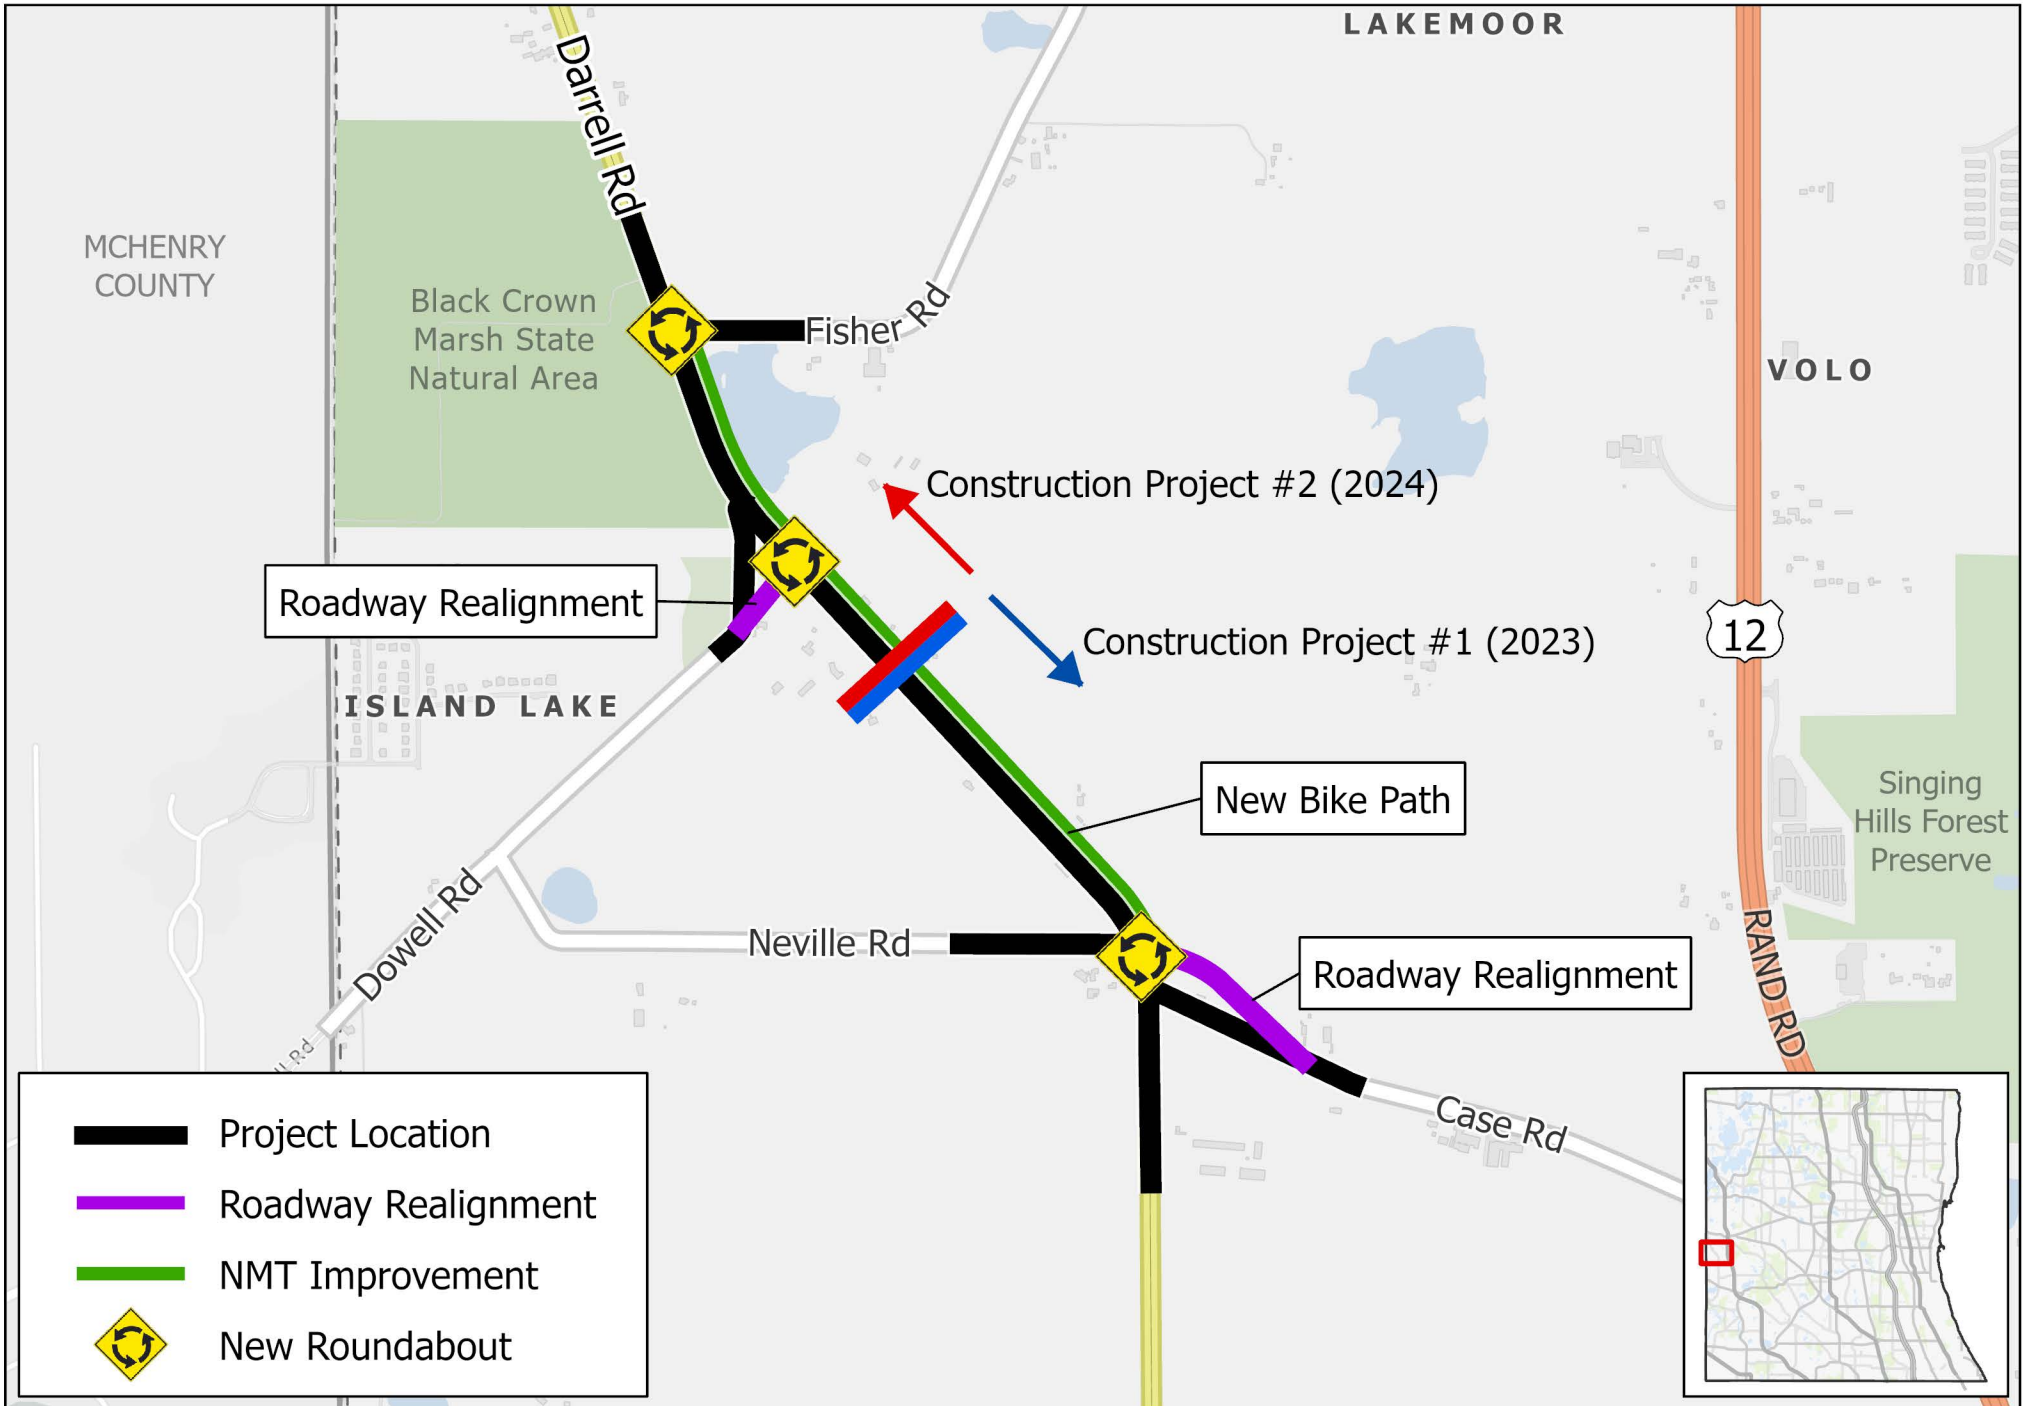 LAKEMOOR
Darrell Rd
MCHENRY
COUNTY
Black Crown
Marsh State
Natural Area
Fisher Rd
VOLO
Construction Project #2 (2024)
Roadway Realignment
Construction Project #1 (2023)
12
ISLAND LAKE
New Bike Path
Singing
Hills Forest
Preserve
Dowell Rd
Neville Rd
Roadway Realignment
RAND RD
ll Rd
Case Rd
Project Location
Roadway Realignment
NMT Improvement
New Roundabout